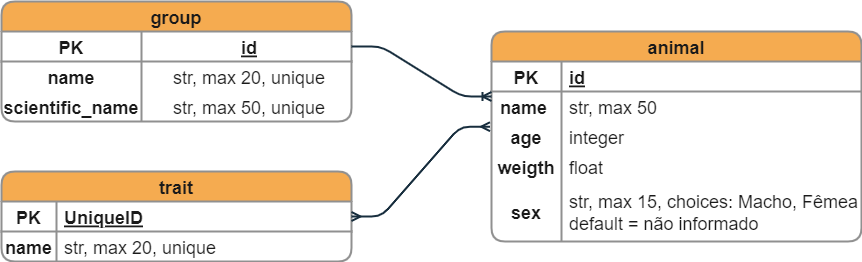 group
PK id
name str, max 20, unique
scientific_name str, max 50, unique
trait
PK UniqueID
name str, max 20, unique
animal
PK id
name str, max 50
age integer
weigth float
sex str, max 15, choices: Macho, Fêmea
default = não informado